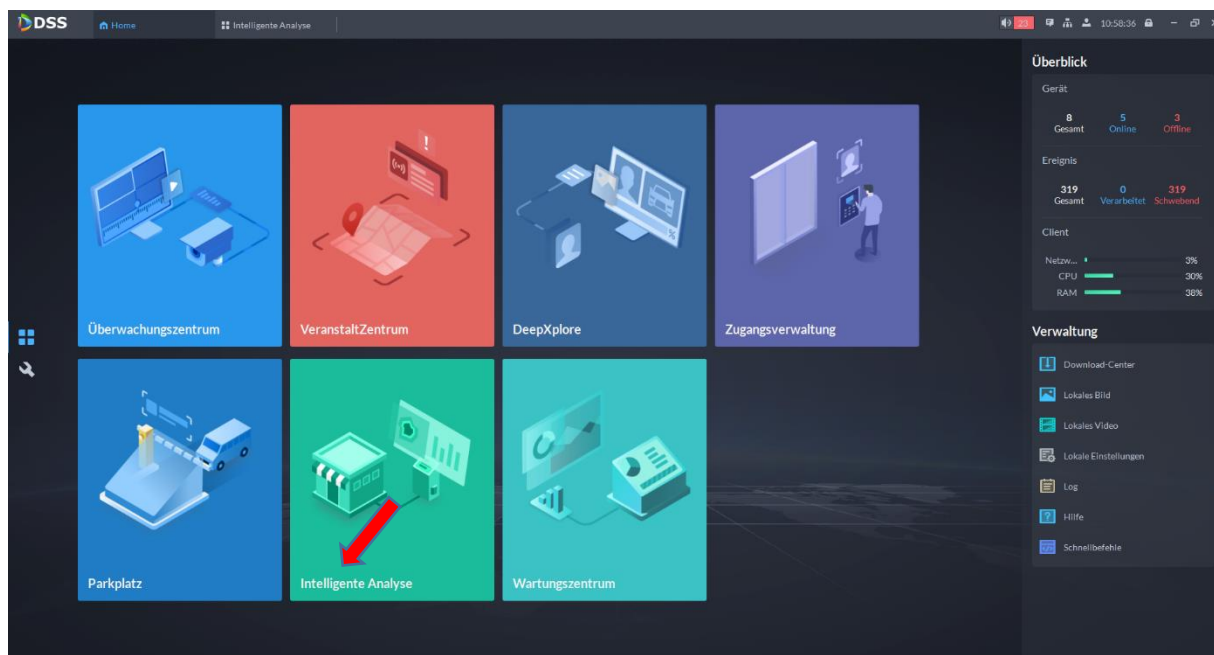 DSS
Home
Intelligente Analyse
23
10:58:36
Überwachungszentrum
VeranstaltZentrum
DeepXplore
Zugangsverwaltung
Parkplatz
Intelligente Analyse
Wartungszentrum
Überblick
Gerät
8 5 3
Gesamt Online Offline
Ereignis
319 0 319
Gesamt Verarbeitet Schwebend
Client
Netzw... 3%
CPU 30%
RAM 38%
Verwaltung
Download-Center
Lokales Bild
Lokales Video
Lokale Einstellungen
Log
Hilfe
Schnellbefehle